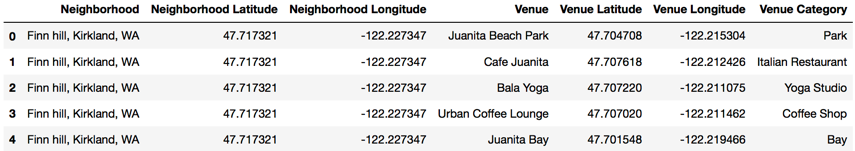 Neighborhood Neighborhood Latitude Neighborhood Longitude Venue Venue Latitude Venue Longitude Venue Category
0 Finn hill, Kirkland, WA 47.717321 -122.227347 Juanita Beach Park 47.704708 -122.215304 Park
1 Finn hill, Kirkland, WA 47.717321 -122.227347 Cafe Juanita 47.707618 -122.212426 Italian Restaurant
2 Finn hill, Kirkland, WA 47.717321 -122.227347 Bala Yoga 47.707220 -122.211075 Yoga Studio
3 Finn hill, Kirkland, WA 47.717321 -122.227347 Urban Coffee Lounge 47.707020 -122.211462 Coffee Shop
4 Finn hill, Kirkland, WA 47.717321 -122.227347 Juanita Bay 47.701548 -122.219466 Bay